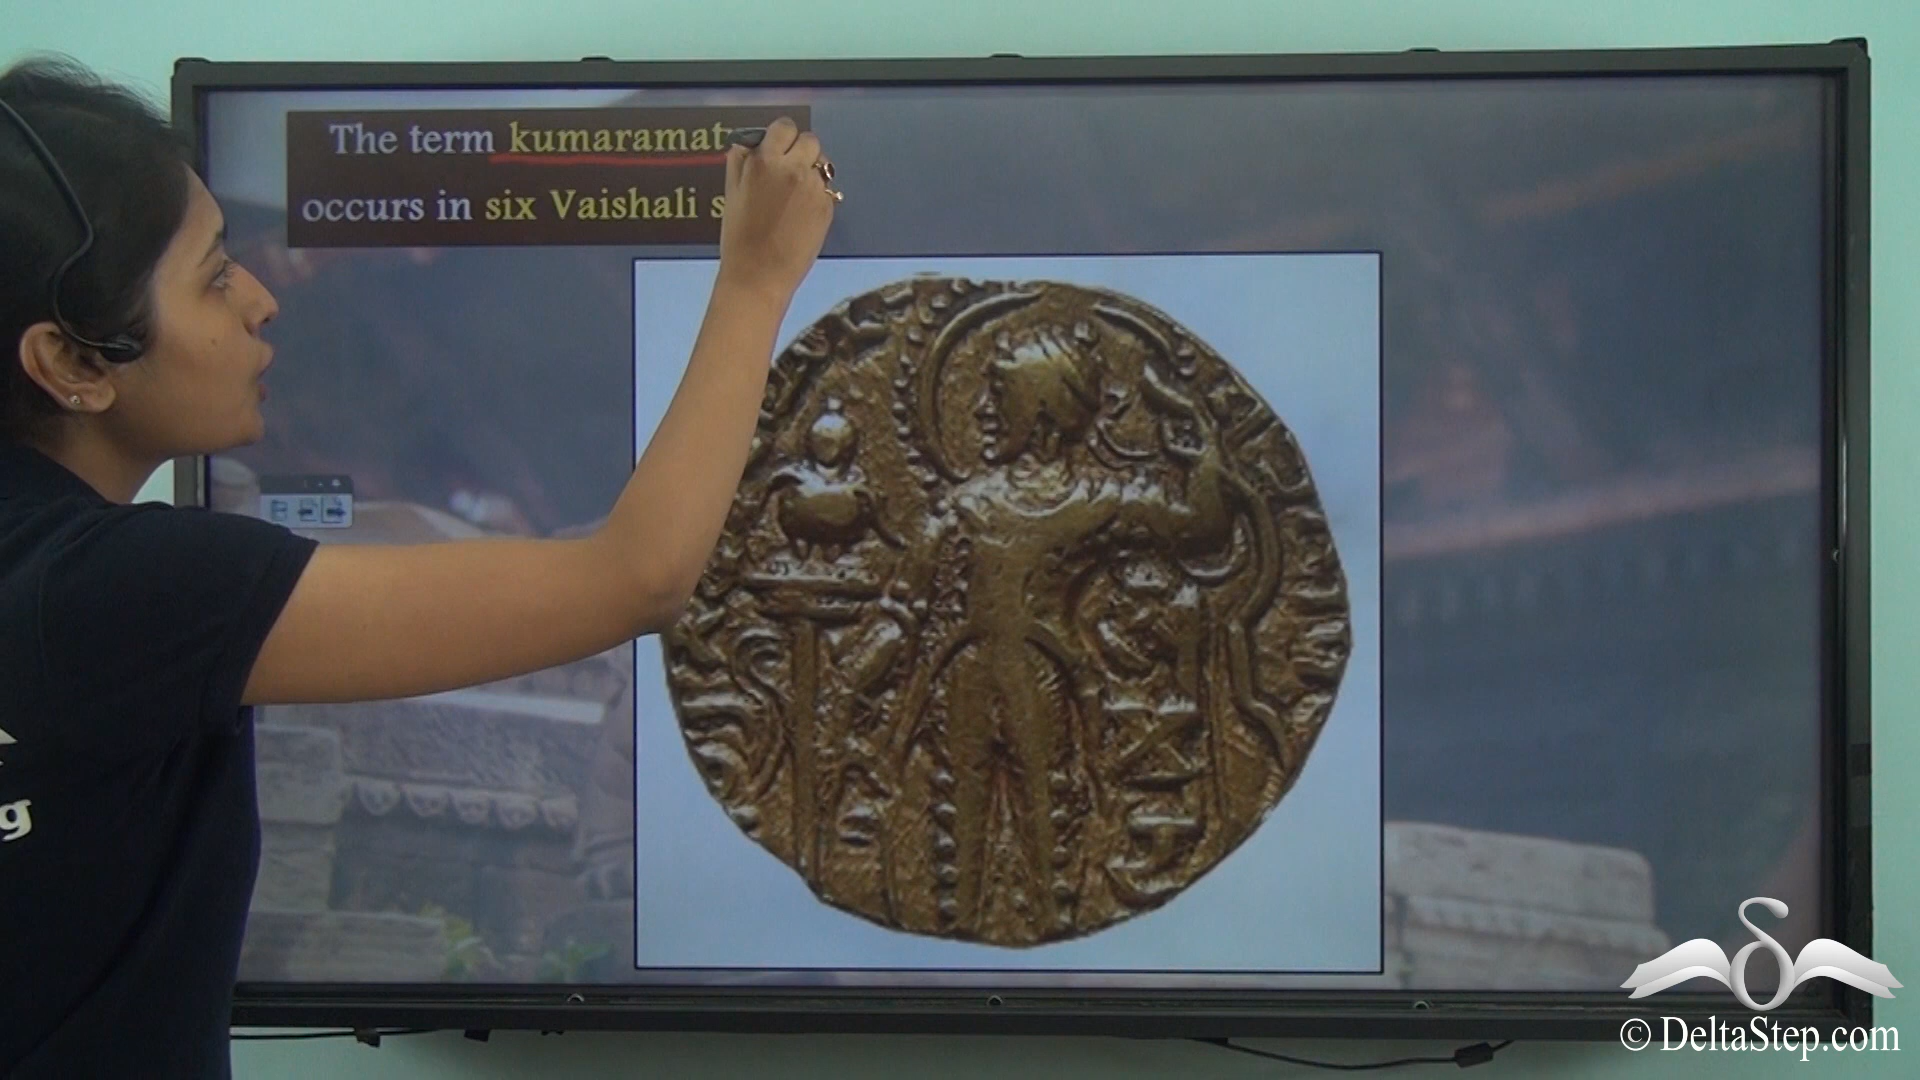 The term kumaramat
occurs in six Vaishali s
g
© DeltaStep.com